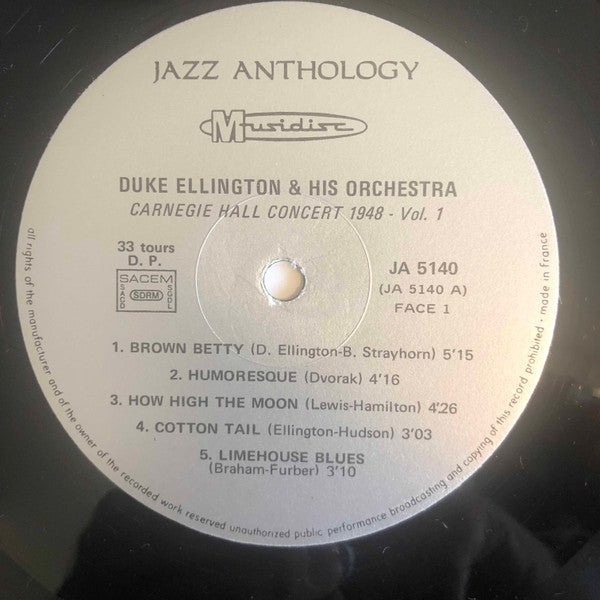 JAZZ ANTHOLOGY
Musidisc
DUKE ELLINGTON & HIS ORCHESTRA
CARNEGIE HALL CONCERT 1948 - Vol. 1
33 tours
D. P.
SACEM
SACD
SDRM
SGDL
JA 5140
(JA 5140 A)
FACE 1
1. BROWN BETTY (D. Ellington-B. Strayhorn) 5'15
2. HUMORESQUE (Dvorak) 4'16
3. HOW HIGH THE MOON (Lewis-Hamilton) 4'26
4. COTTON TAIL (Ellington-Hudson) 3'03
5. LIMEHOUSE BLUES
(Braham-Furber) 3'10
all rights of the manufacturer and of the owner of the recorded work reserved unauthorized public performance broadcasting and copying of this record prohibited - made in france